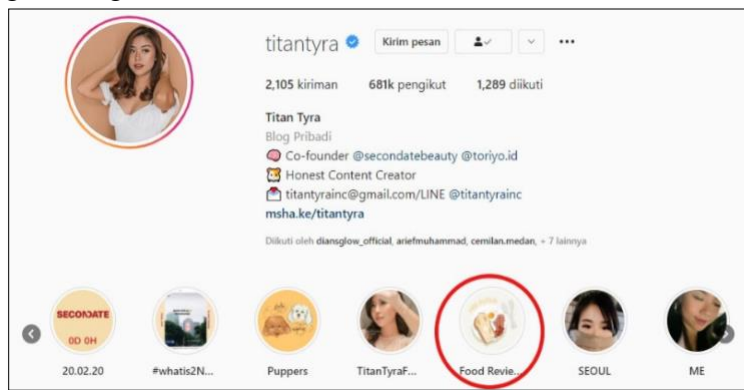 titantyra Kirim pesan
2,105 kiriman 681k pengikut 1,289 diikuti
Titan Tyra
Blog Pribadi
Co-founder @secondatebeauty @toriyo.id
Honest Content Creator
titantyrainc@gmail.com/LINE @titantyrainc
msha.ke/titantyra
Diikuti oleh diansglow_official, ariefmuhammad, cemilan.medan, + 7 lainnya
SECONDATE
0D 0H
20.02.20 #whatis2N... Puppers TitanTyraF... Food Revie... SEOUL ME